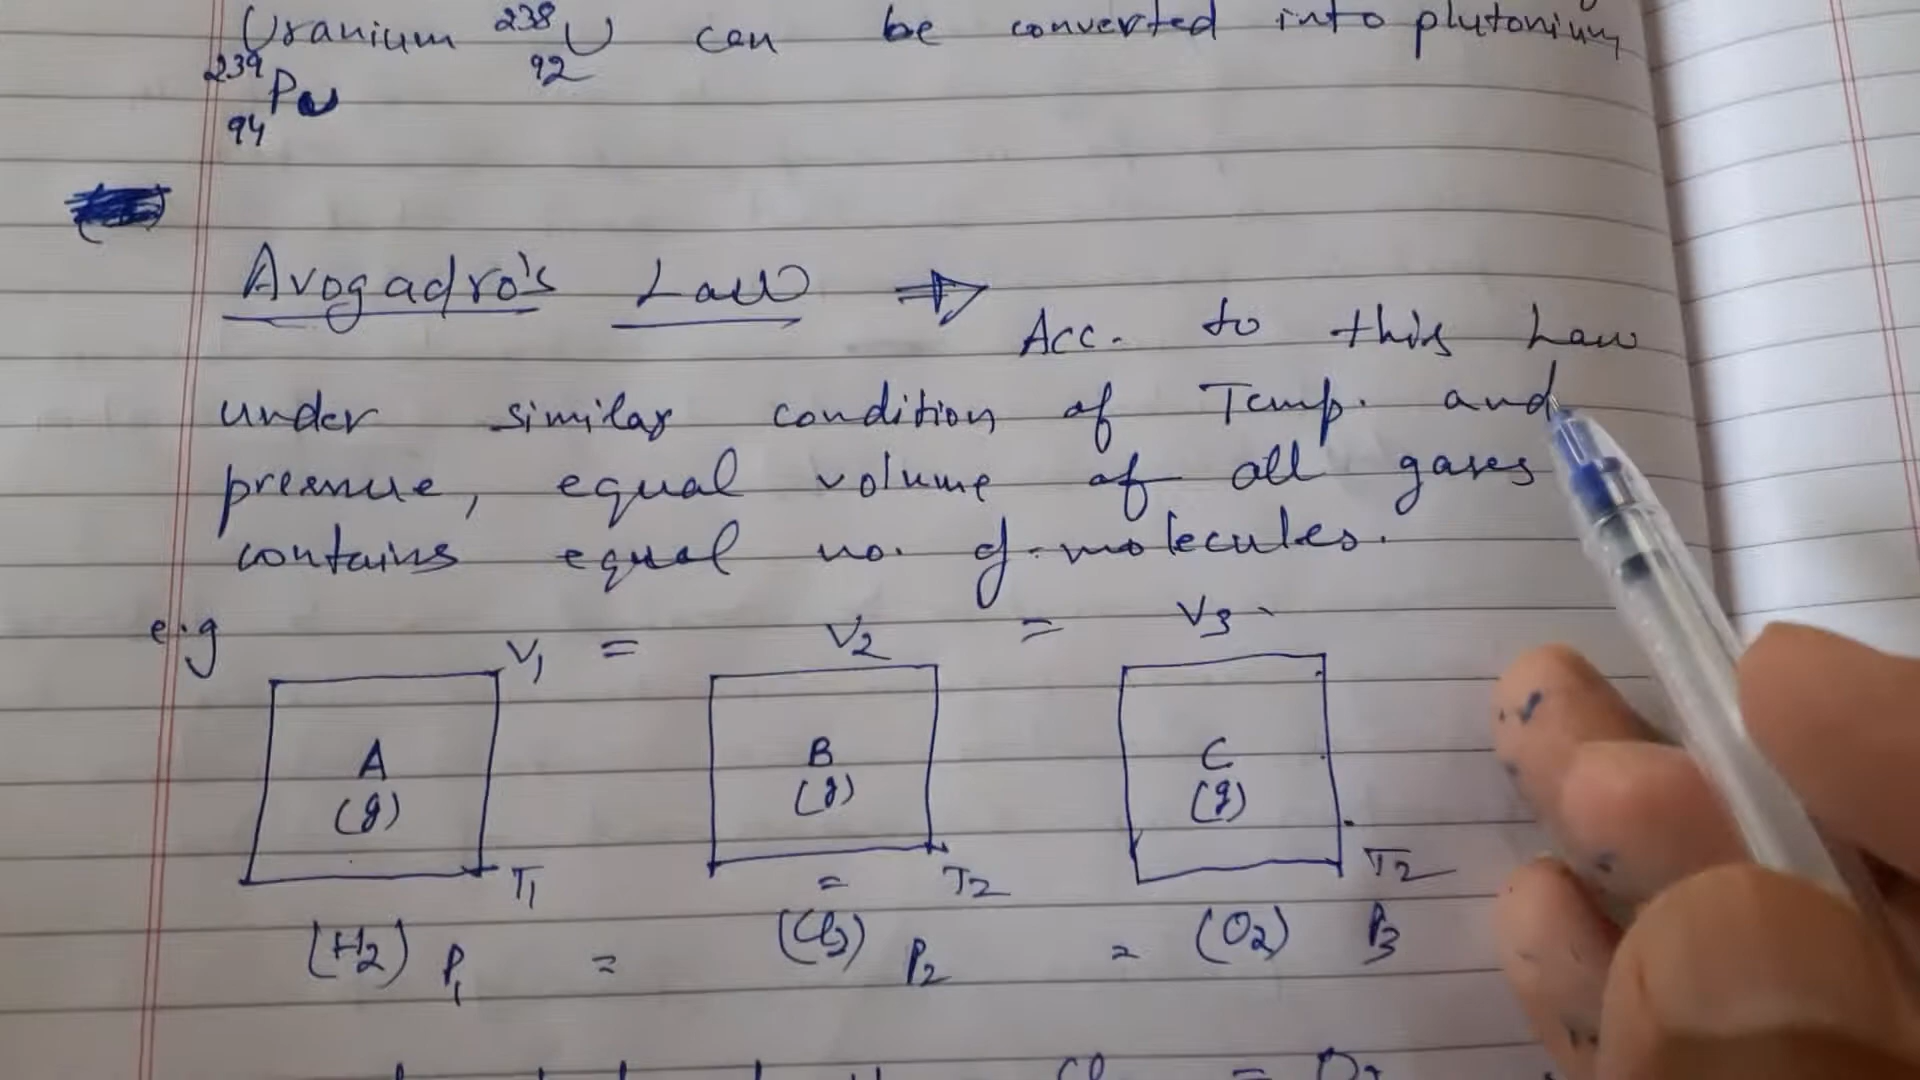 Uranium ²³⁸₉₂U can be converted into plutonium
²³⁹₉₄Pu
Avogadro's Law ⇒
Acc. to this Law
under similar condition of Temp. and
pressure, equal volume of all gases
contains equal no. of molecules.
e.g V1 = V2 = V3
A B C
(g) (g) (g)
T1 = T2 T2
(H2) P1 = (Cl2) P2 = (O2) P3